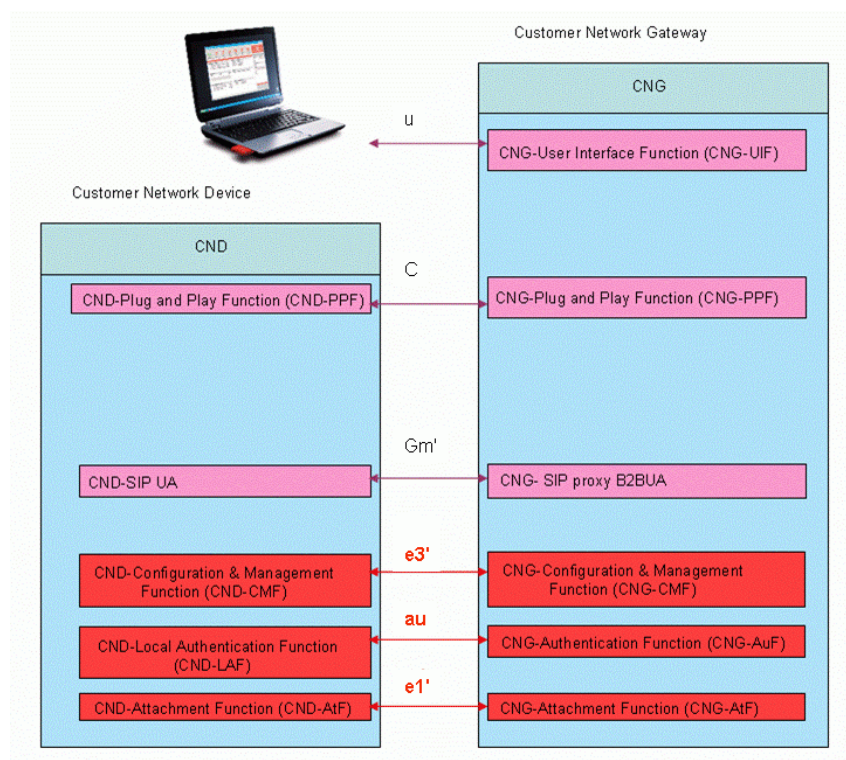 Customer Network Gateway
CNG
u
CNG-User Interface Function (CNG-UIF)
Customer Network Device
CND
C
CND-Plug and Play Function (CND-PPF)
CNG-Plug and Play Function (CNG-PPF)
Gm'
CND-SIP UA
CNG- SIP proxy B2BUA
e3'
CND-Configuration & Management
Function (CND-CMF)
CNG-Configuration & Management
Function (CNG-CMF)
au
CND-Local Authentication Function
(CND-LAF)
CNG-Authentication Function (CNG-AuF)
e1'
CND-Attachment Function (CND-AtF)
CNG-Attachment Function (CNG-AtF)